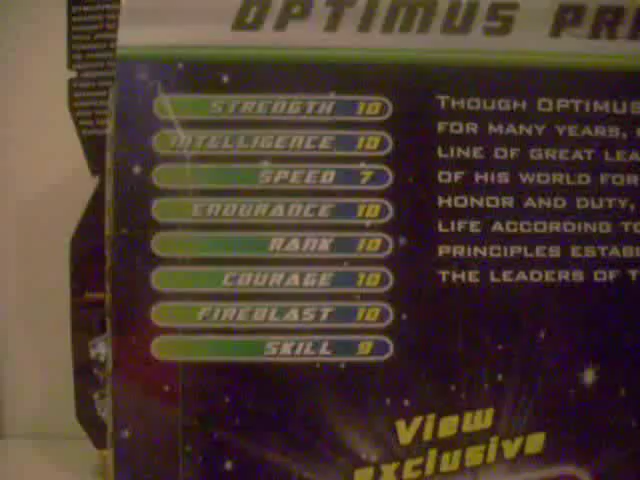 OPTIMUS PR
STRENGTH 10
INTELLIGENCE 10
SPEED 7
ENDURANCE 10
RANK 10
COURAGE 10
FIREBLAST 10
SKILL 9
THOUGH OPTIMUS
FOR MANY YEARS,
LINE OF GREAT LEA
OF HIS WORLD FOR
HONOR AND DUTY,
LIFE ACCORDING TO
PRINCIPLES ESTAB
THE LEADERS OF T
View
exclusive